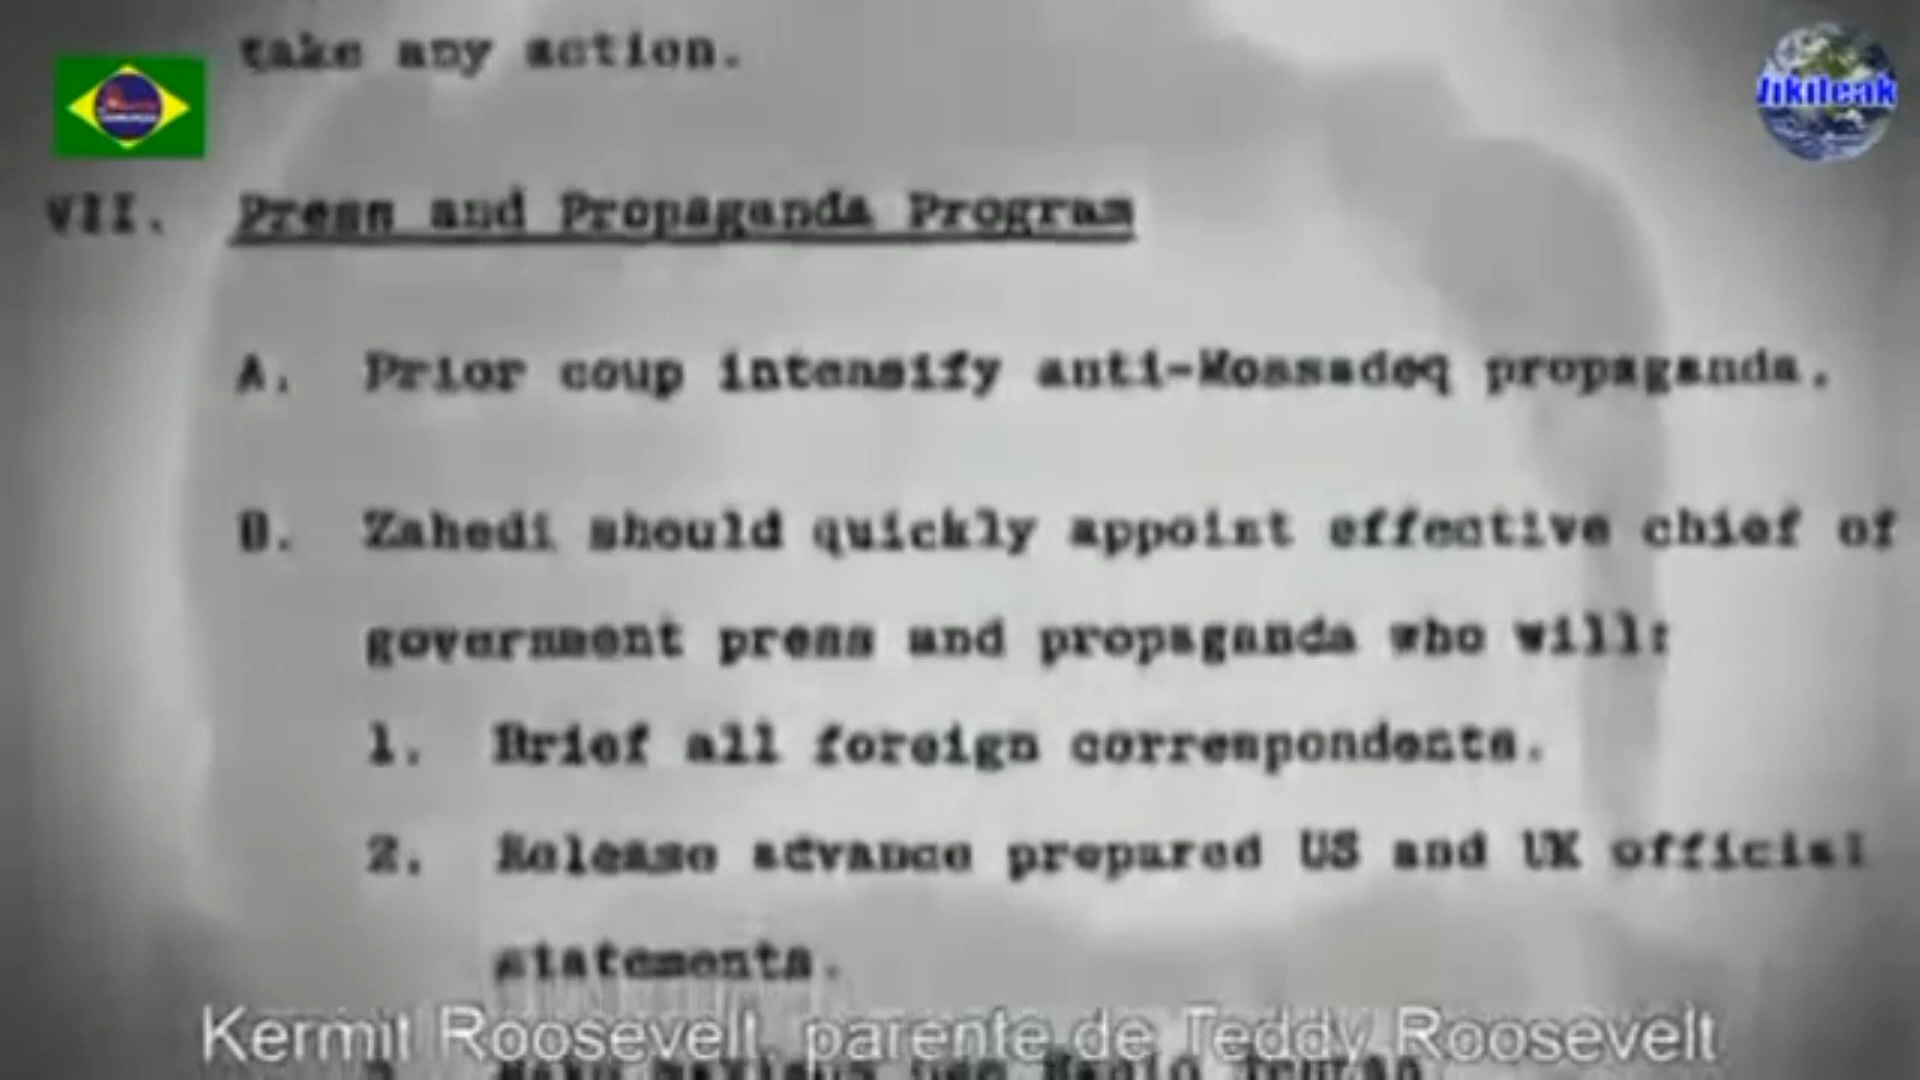 take any action.
Jikileak
VII. Press and Propaganda Program
A. Prior coup intensify anti-Mossadeq propaganda.
B. Zahedi should quickly appoint effective chief of
government press and propaganda who will:
1. Brief all foreign correspondents.
2. Release advance prepared US and UK official
statements.
Kermit Roosevelt, parente de Teddy Roosevelt